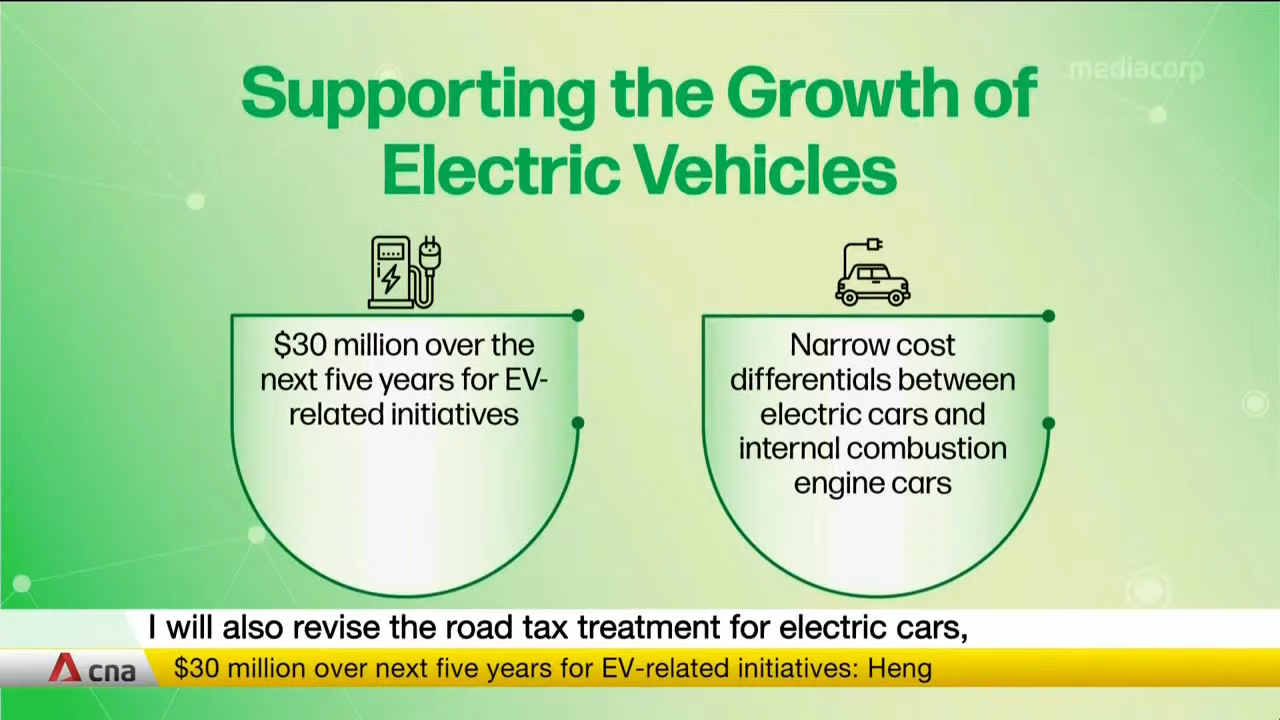 mediacorp
Supporting the Growth of
Electric Vehicles
$30 million over the
next five years for EV-
related initiatives
Narrow cost
differentials between
electric cars and
internal combustion
engine cars
I will also revise the road tax treatment for electric cars,
cna
$30 million over next five years for EV-related initiatives: Heng